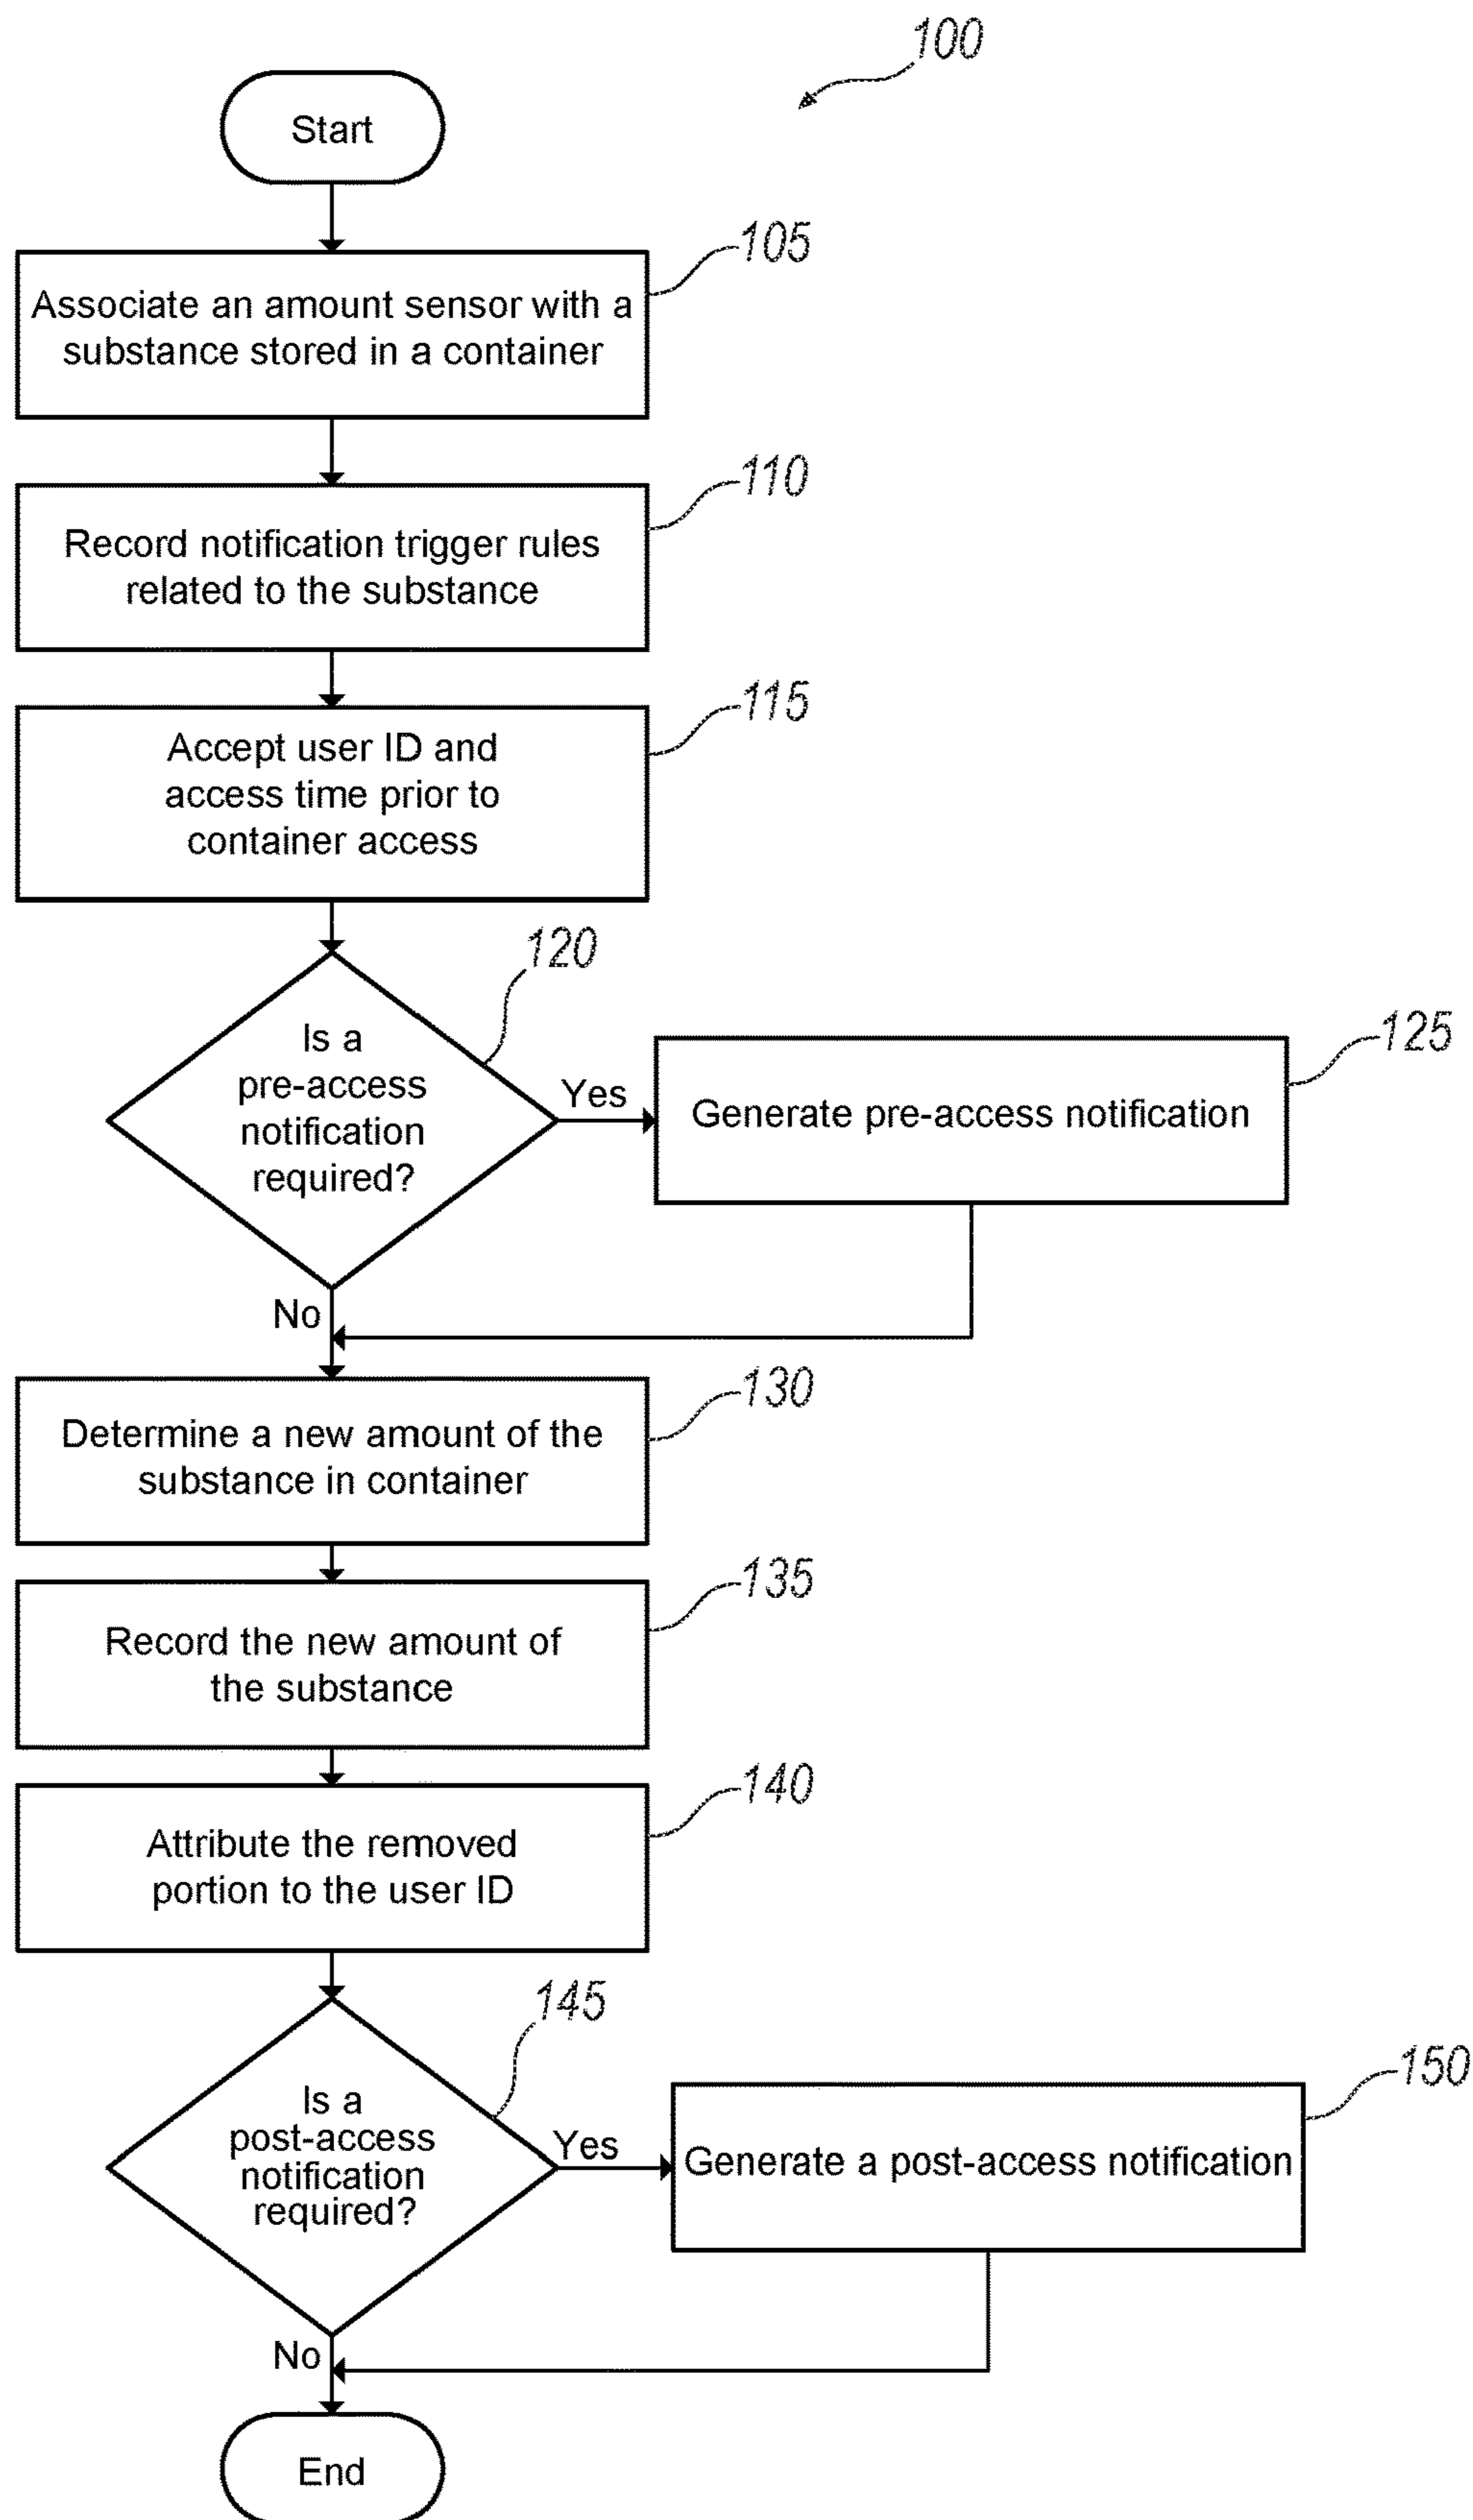 100
Start
105
Associate an amount sensor with a
substance stored in a container
110
Record notification trigger rules
related to the substance
115
Accept user ID and
access time prior to
container access
120
Is a
pre-access
notification
required?
Yes
125
Generate pre-access notification
No
130
Determine a new amount of the
substance in container
135
Record the new amount of
the substance
140
Attribute the removed
portion to the user ID
145
Is a
post-access
notification
required?
Yes
150
Generate a post-access notification
No
End